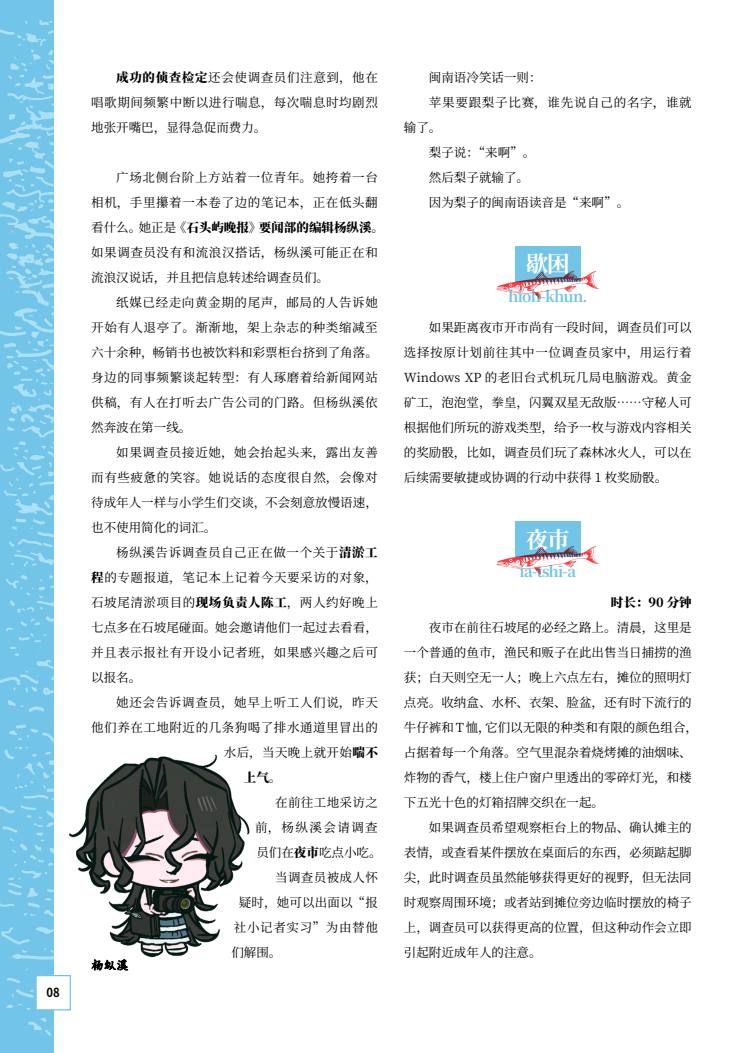 成功的侦查检定还会使调查员们注意到，他在
唱歌期间频繁中断以进行喘息，每次喘息时均剧烈
地张开嘴巴，显得急促而费力。
广场北侧台阶上方站着一位青年。她挎着一台
相机，手里攥着一本卷了边的笔记本，正在低头翻
看什么。她正是《石头屿晚报》要闻部的编辑杨纵溪。
如果调查员没有和流浪汉搭话，杨纵溪可能正在和
流浪汉说话，并且把信息转述给调查员们。
纸媒已经走向黄金期的尾声，邮局的人告诉她
开始有人退亭了。渐渐地，架上杂志的种类缩减至
六十余种，畅销书也被饮料和彩票柜台挤到了角落。
身边的同事频繁谈起转型：有人琢磨着给新闻网站
供稿，有人在打听去广告公司的门路。但杨纵溪依
然奔波在第一线。
如果调查员接近她，她会抬起头来，露出友善
而有些疲惫的笑容。她说话的态度很自然，会像对
待成年人一样与小学生们交谈，不会刻意放慢语速，
也不使用简化的词汇。
杨纵溪告诉调查员自己正在做一个关于清淤工
程的专题报道，笔记本上记着今天要采访的对象，
石坡尾清淤项目的现场负责人陈工，两人约好晚上
七点多在石坡尾碰面。她会邀请他们一起过去看看，
并且表示报社有开设小记者班，如果感兴趣之后可
以报名。
她还会告诉调查员，她早上听工人们说，昨天
他们养在工地附近的几条狗喝了排水通道里冒出的
水后，当天晚上就开始喘不
上气。
在前往工地采访之
前，杨纵溪会请调查
员们在夜市吃点小吃。
当调查员被成人怀
疑时，她可以出面以“报
社小记者实习”为由替他
们解围。
杨纵溪
08
闽南语冷笑话一则：
苹果要跟梨子比赛，谁先说自己的名字，谁就
输了。
梨子说：“来啊”。
然后梨子就输了。
因为梨子的闽南语读音是“来啊”。
歇困
hioh-khun.
如果距离夜市开市尚有一段时间，调查员们可以
选择按原计划前往其中一位调查员家中，用运行着
Windows XP 的老旧台式机玩几局电脑游戏。黄金
矿工，泡泡堂，拳皇，闪翼双星无敌版……守秘人可
根据他们所玩的游戏类型，给予一枚与游戏内容相关
的奖励骰，比如，调查员们玩了森林冰火人，可以在
后续需要敏捷或协调的行动中获得 1 枚奖励骰。
夜市
ia-tshi-a
时长：90 分钟
夜市在前往石坡尾的必经之路上。清晨，这里是
一个普通的鱼市，渔民和贩子在此出售当日捕捞的渔
获；白天则空无一人；晚上六点左右，摊位的照明灯
点亮。收纳盒、水杯、衣架、脸盆，还有时下流行的
牛仔裤和 T 恤，它们以无限的种类和有限的颜色组合，
占据着每一个角落。空气里混杂着烧烤摊的油烟味、
炸物的香气，楼上住户窗户里透出的零碎灯光，和楼
下五光十色的灯箱招牌交织在一起。
如果调查员希望观察柜台上的物品、确认摊主的
表情，或查看某件摆放在桌面后的东西，必须踮起脚
尖，此时调查员虽然能够获得更好的视野，但无法同
时观察周围环境；或者站到摊位旁边临时摆放的椅子
上，调查员可以获得更高的位置，但这种动作会立即
引起附近成年人的注意。